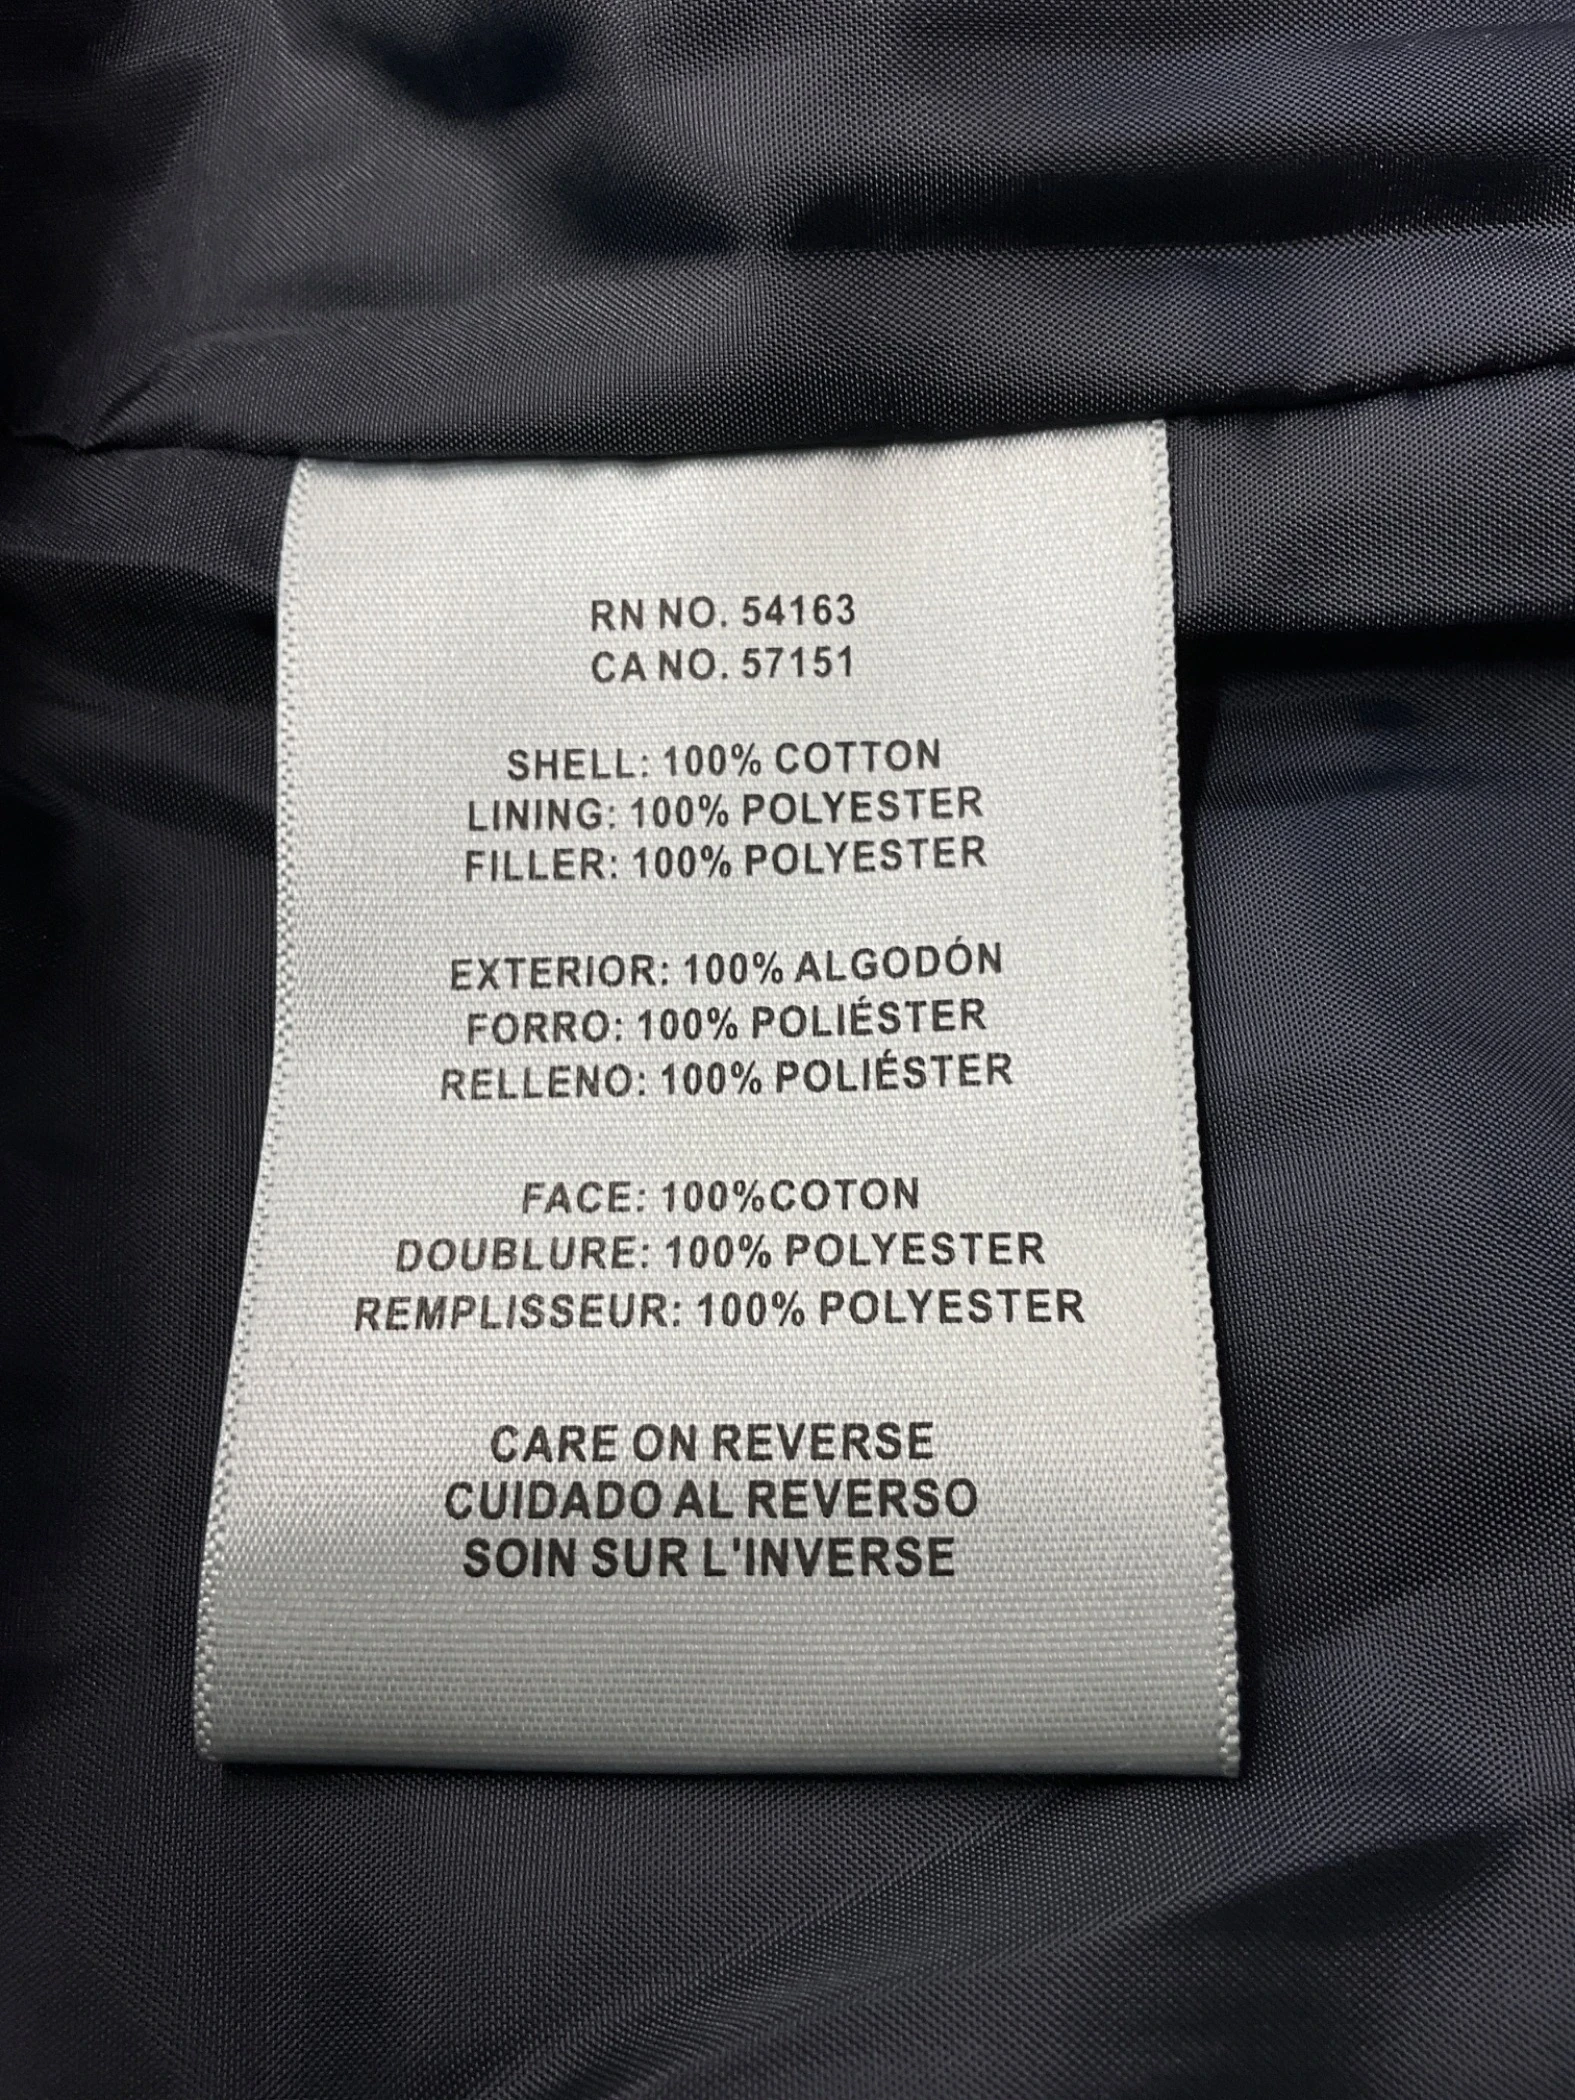 RN NO. 54163
CA NO. 57151
SHELL: 100% COTTON
LINING: 100% POLYESTER
FILLER: 100% POLYESTER
EXTERIOR: 100% ALGODÓN
FORRO: 100% POLIÉSTER
RELLENO: 100% POLIÉSTER
FACE: 100%COTON
DOUBLURE: 100% POLYESTER
REMPLISSEUR: 100% POLYESTER
CARE ON REVERSE
CUIDADO AL REVERSO
SOIN SUR L'INVERSE